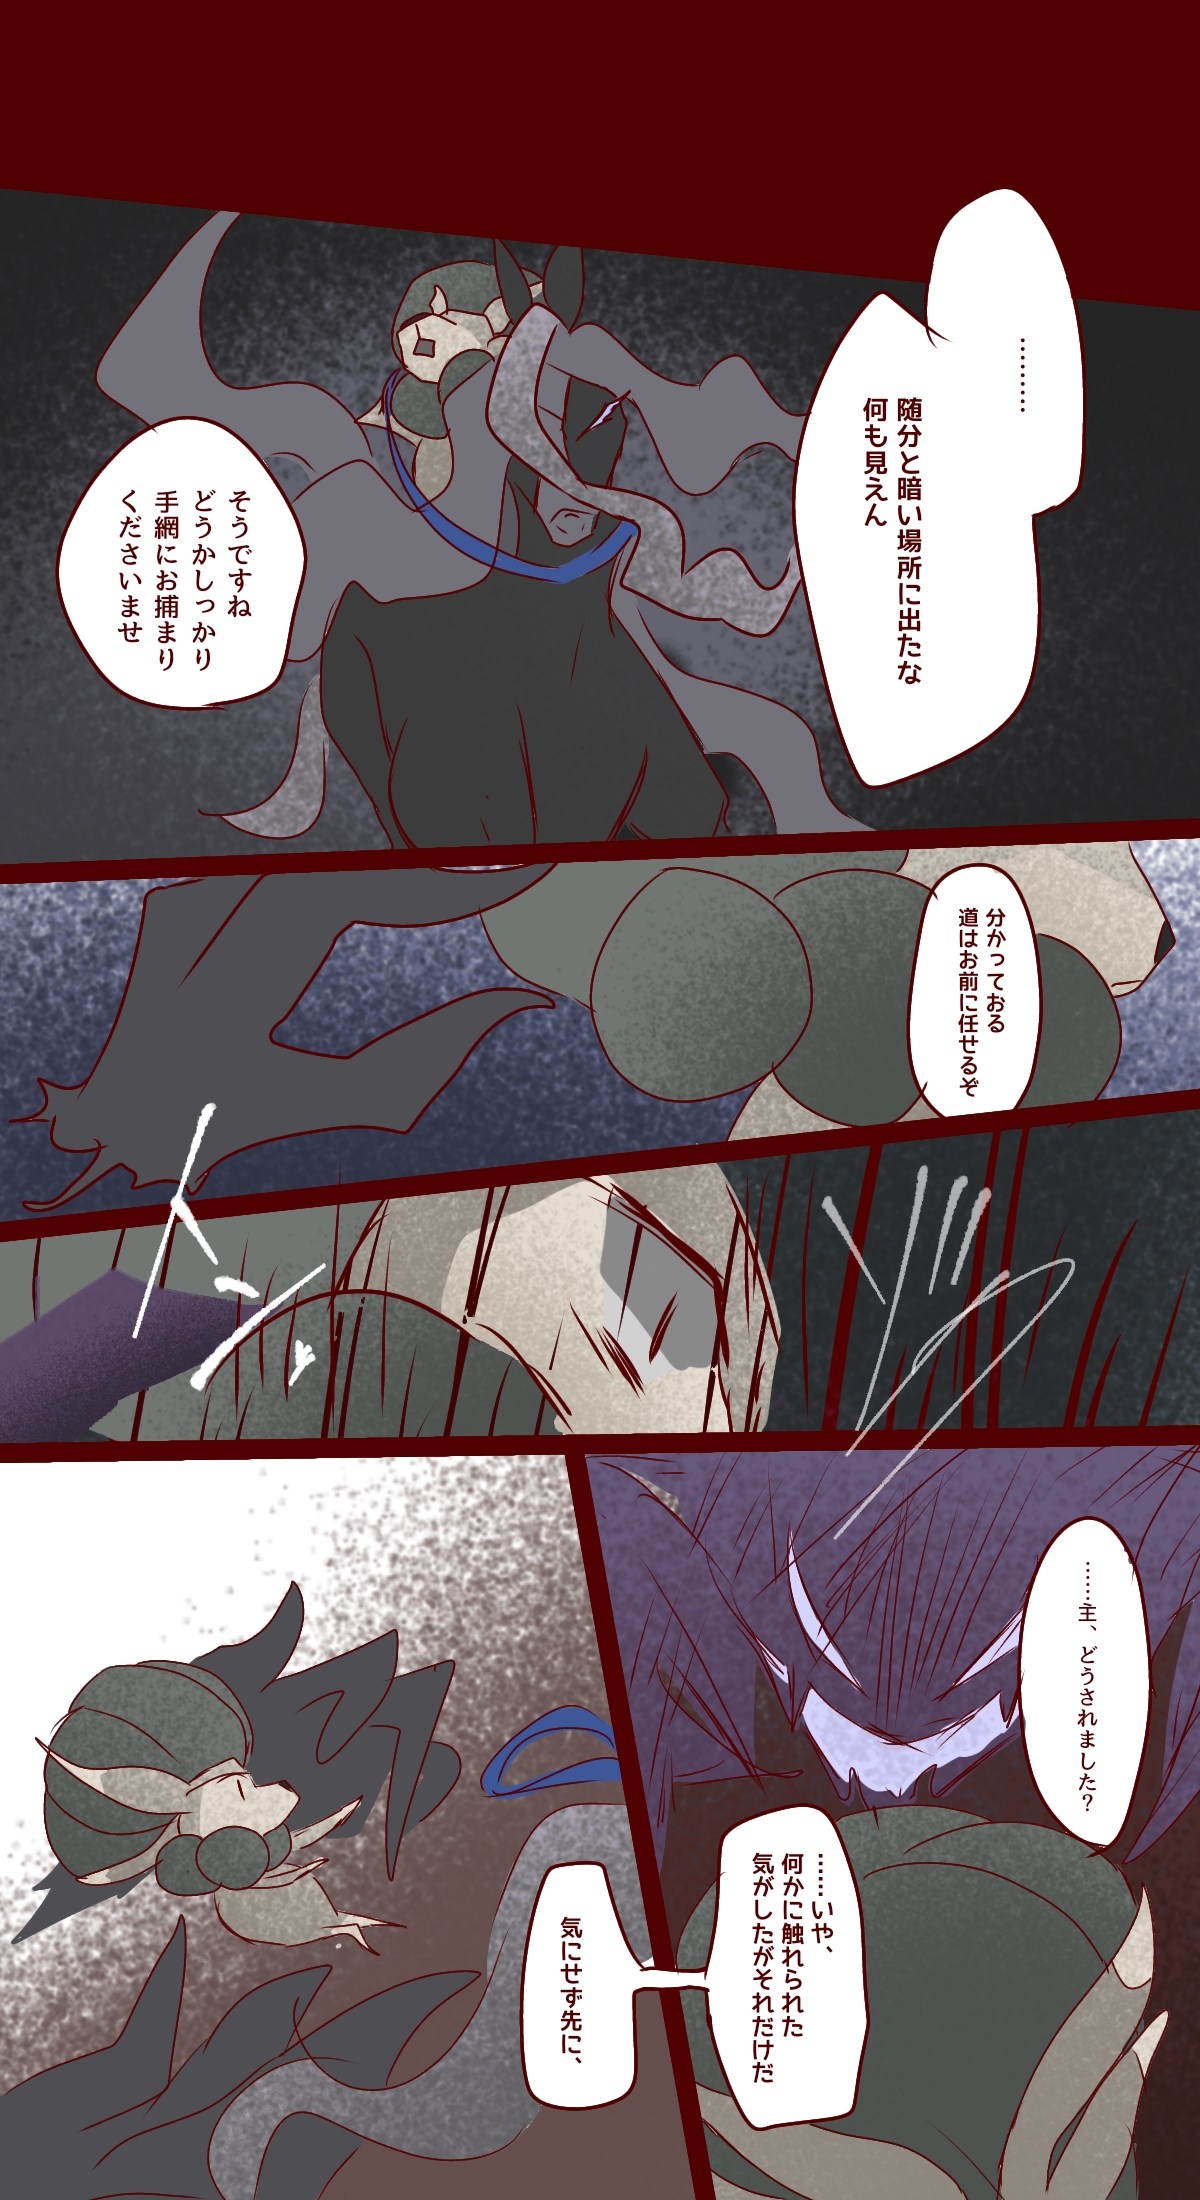 ………
随分と暗い場所に出たな
何も見えん
そうですね
どうかしっかり
手網にお捕まり
くださいませ
分かっておる
道はお前に任せるぞ
……主、どうされました？
……いや、
何かに触れられた
気がしたがそれだけだ
気にせず先に、